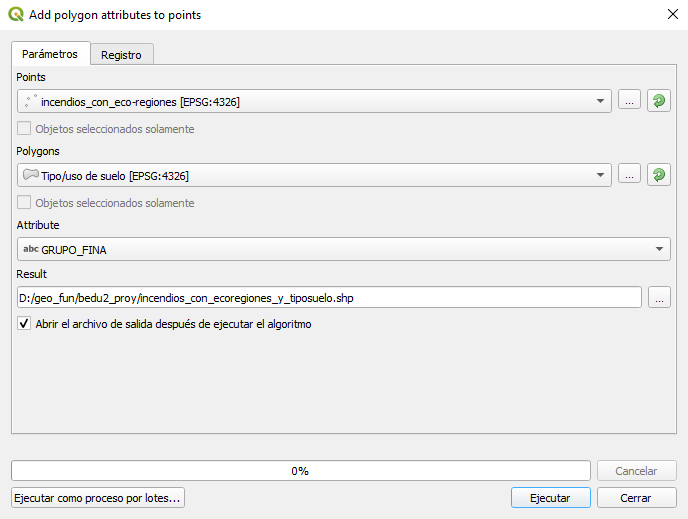 Add polygon attributes to points
Parámetros
Registro
Points
incendios_con_eco-regiones [EPSG:4326]
...
Objetos seleccionados solamente
Polygons
Tipo/uso de suelo [EPSG:4326]
...
Objetos seleccionados solamente
Attribute
abc GRUPO_FINA
Result
D:/geo_fun/bedu2_proy/incendios_con_ecoregiones_y_tiposuelo.shp
...
Abrir el archivo de salida después de ejecutar el algoritmo
0%
Cancelar
Ejecutar como proceso por lotes...
Ejecutar
Cerrar